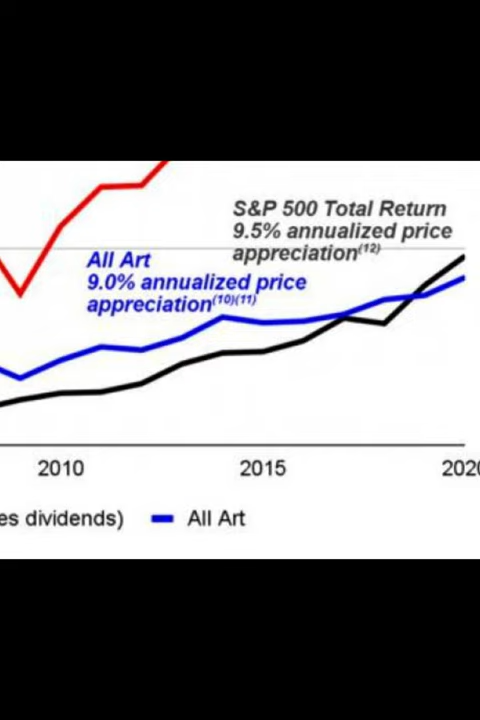 S&P 500 Total Return
9.5% annualized price
appreciation(12)
All Art
9.0% annualized price
appreciation(10)(11)
2010
2015
2020
es dividends)
All Art